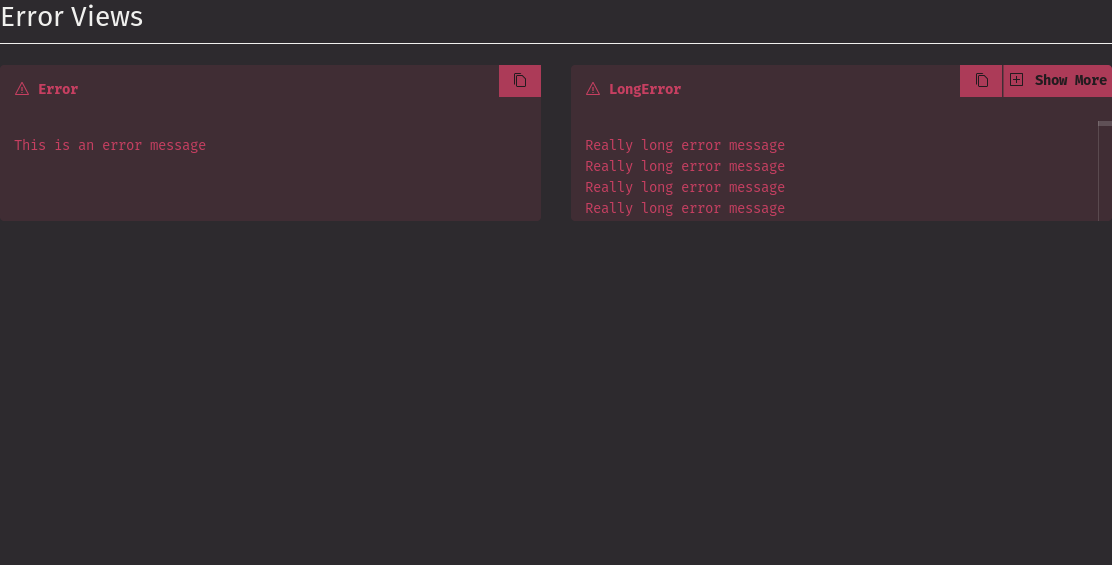 Error Views
Error
This is an error message
LongError
Show More
Really long error message
Really long error message
Really long error message
Really long error message